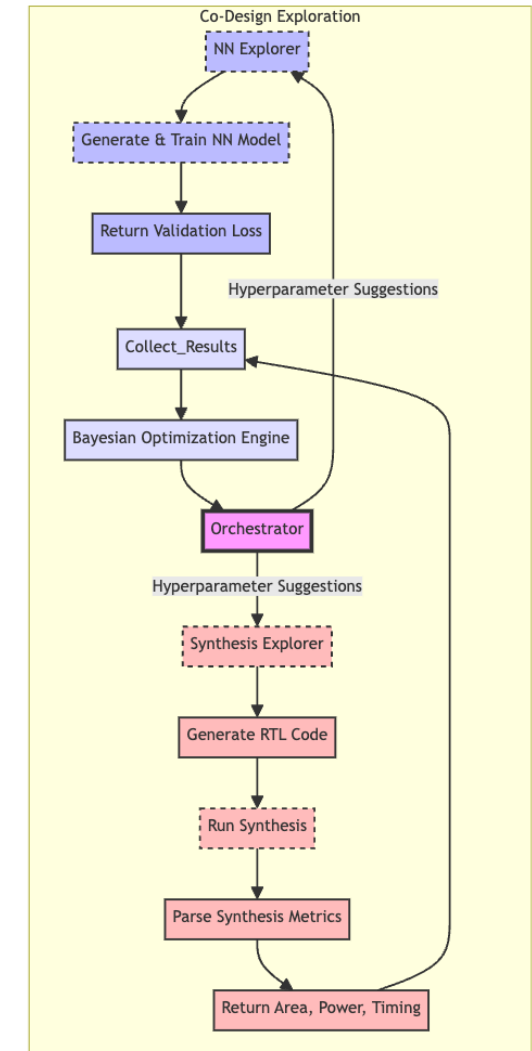 Co-Design Exploration
NN Explorer
Generate & Train NN Model
Return Validation Loss
Hyperparameter Suggestions
Collect_Results
Bayesian Optimization Engine
Orchestrator
Hyperparameter Suggestions
Synthesis Explorer
Generate RTL Code
Run Synthesis
Parse Synthesis Metrics
Return Area, Power, Timing